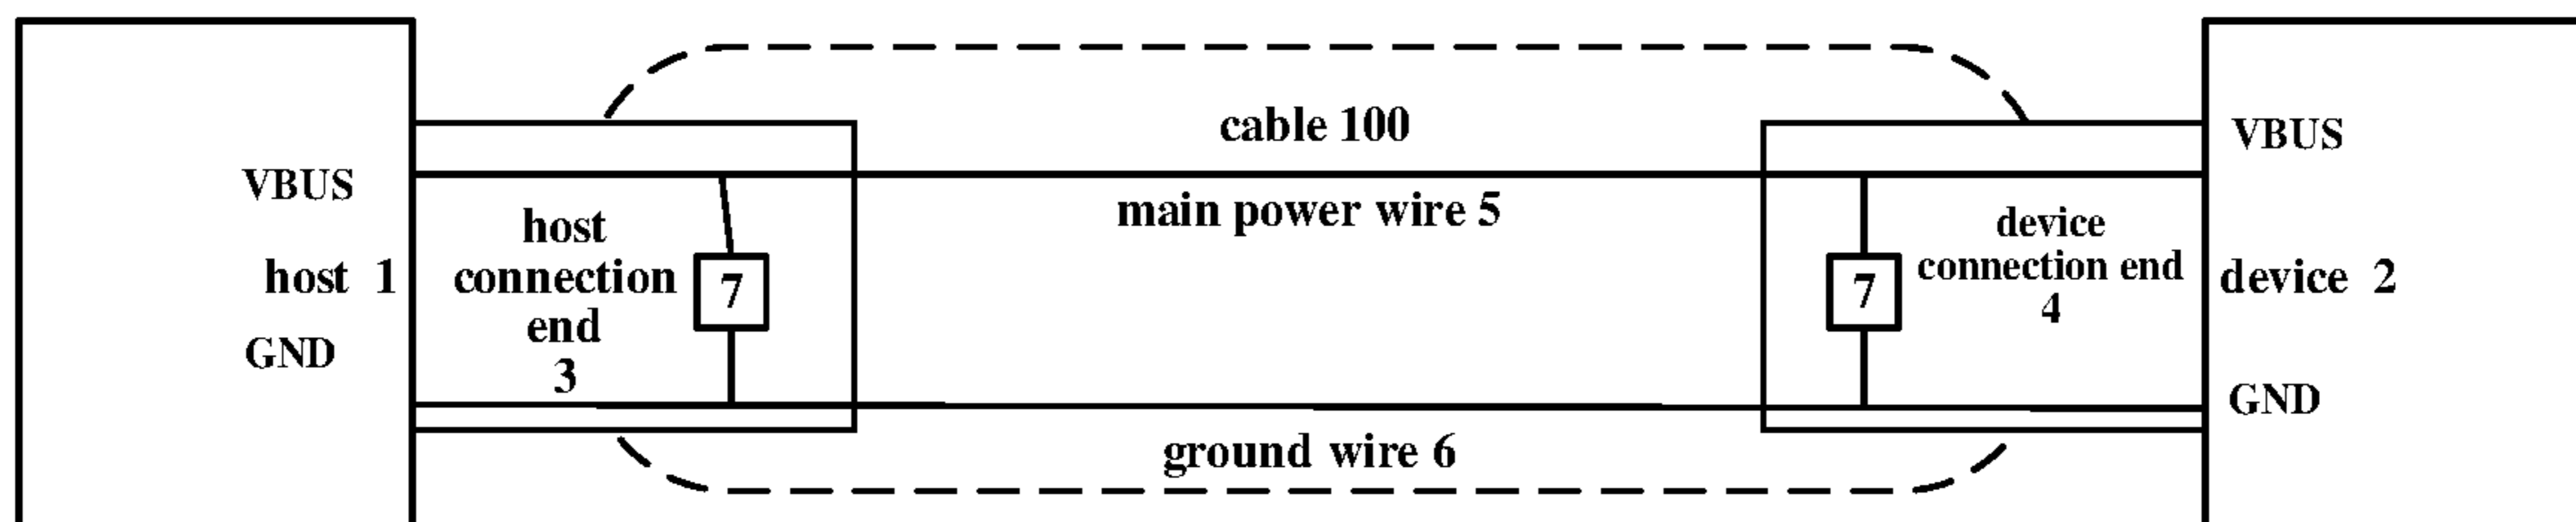 cable 100
VBUS
VBUS
main power wire 5
host
connection
end
3
7
7
device
connection end
4
host 1
device 2
GND
GND
ground wire 6